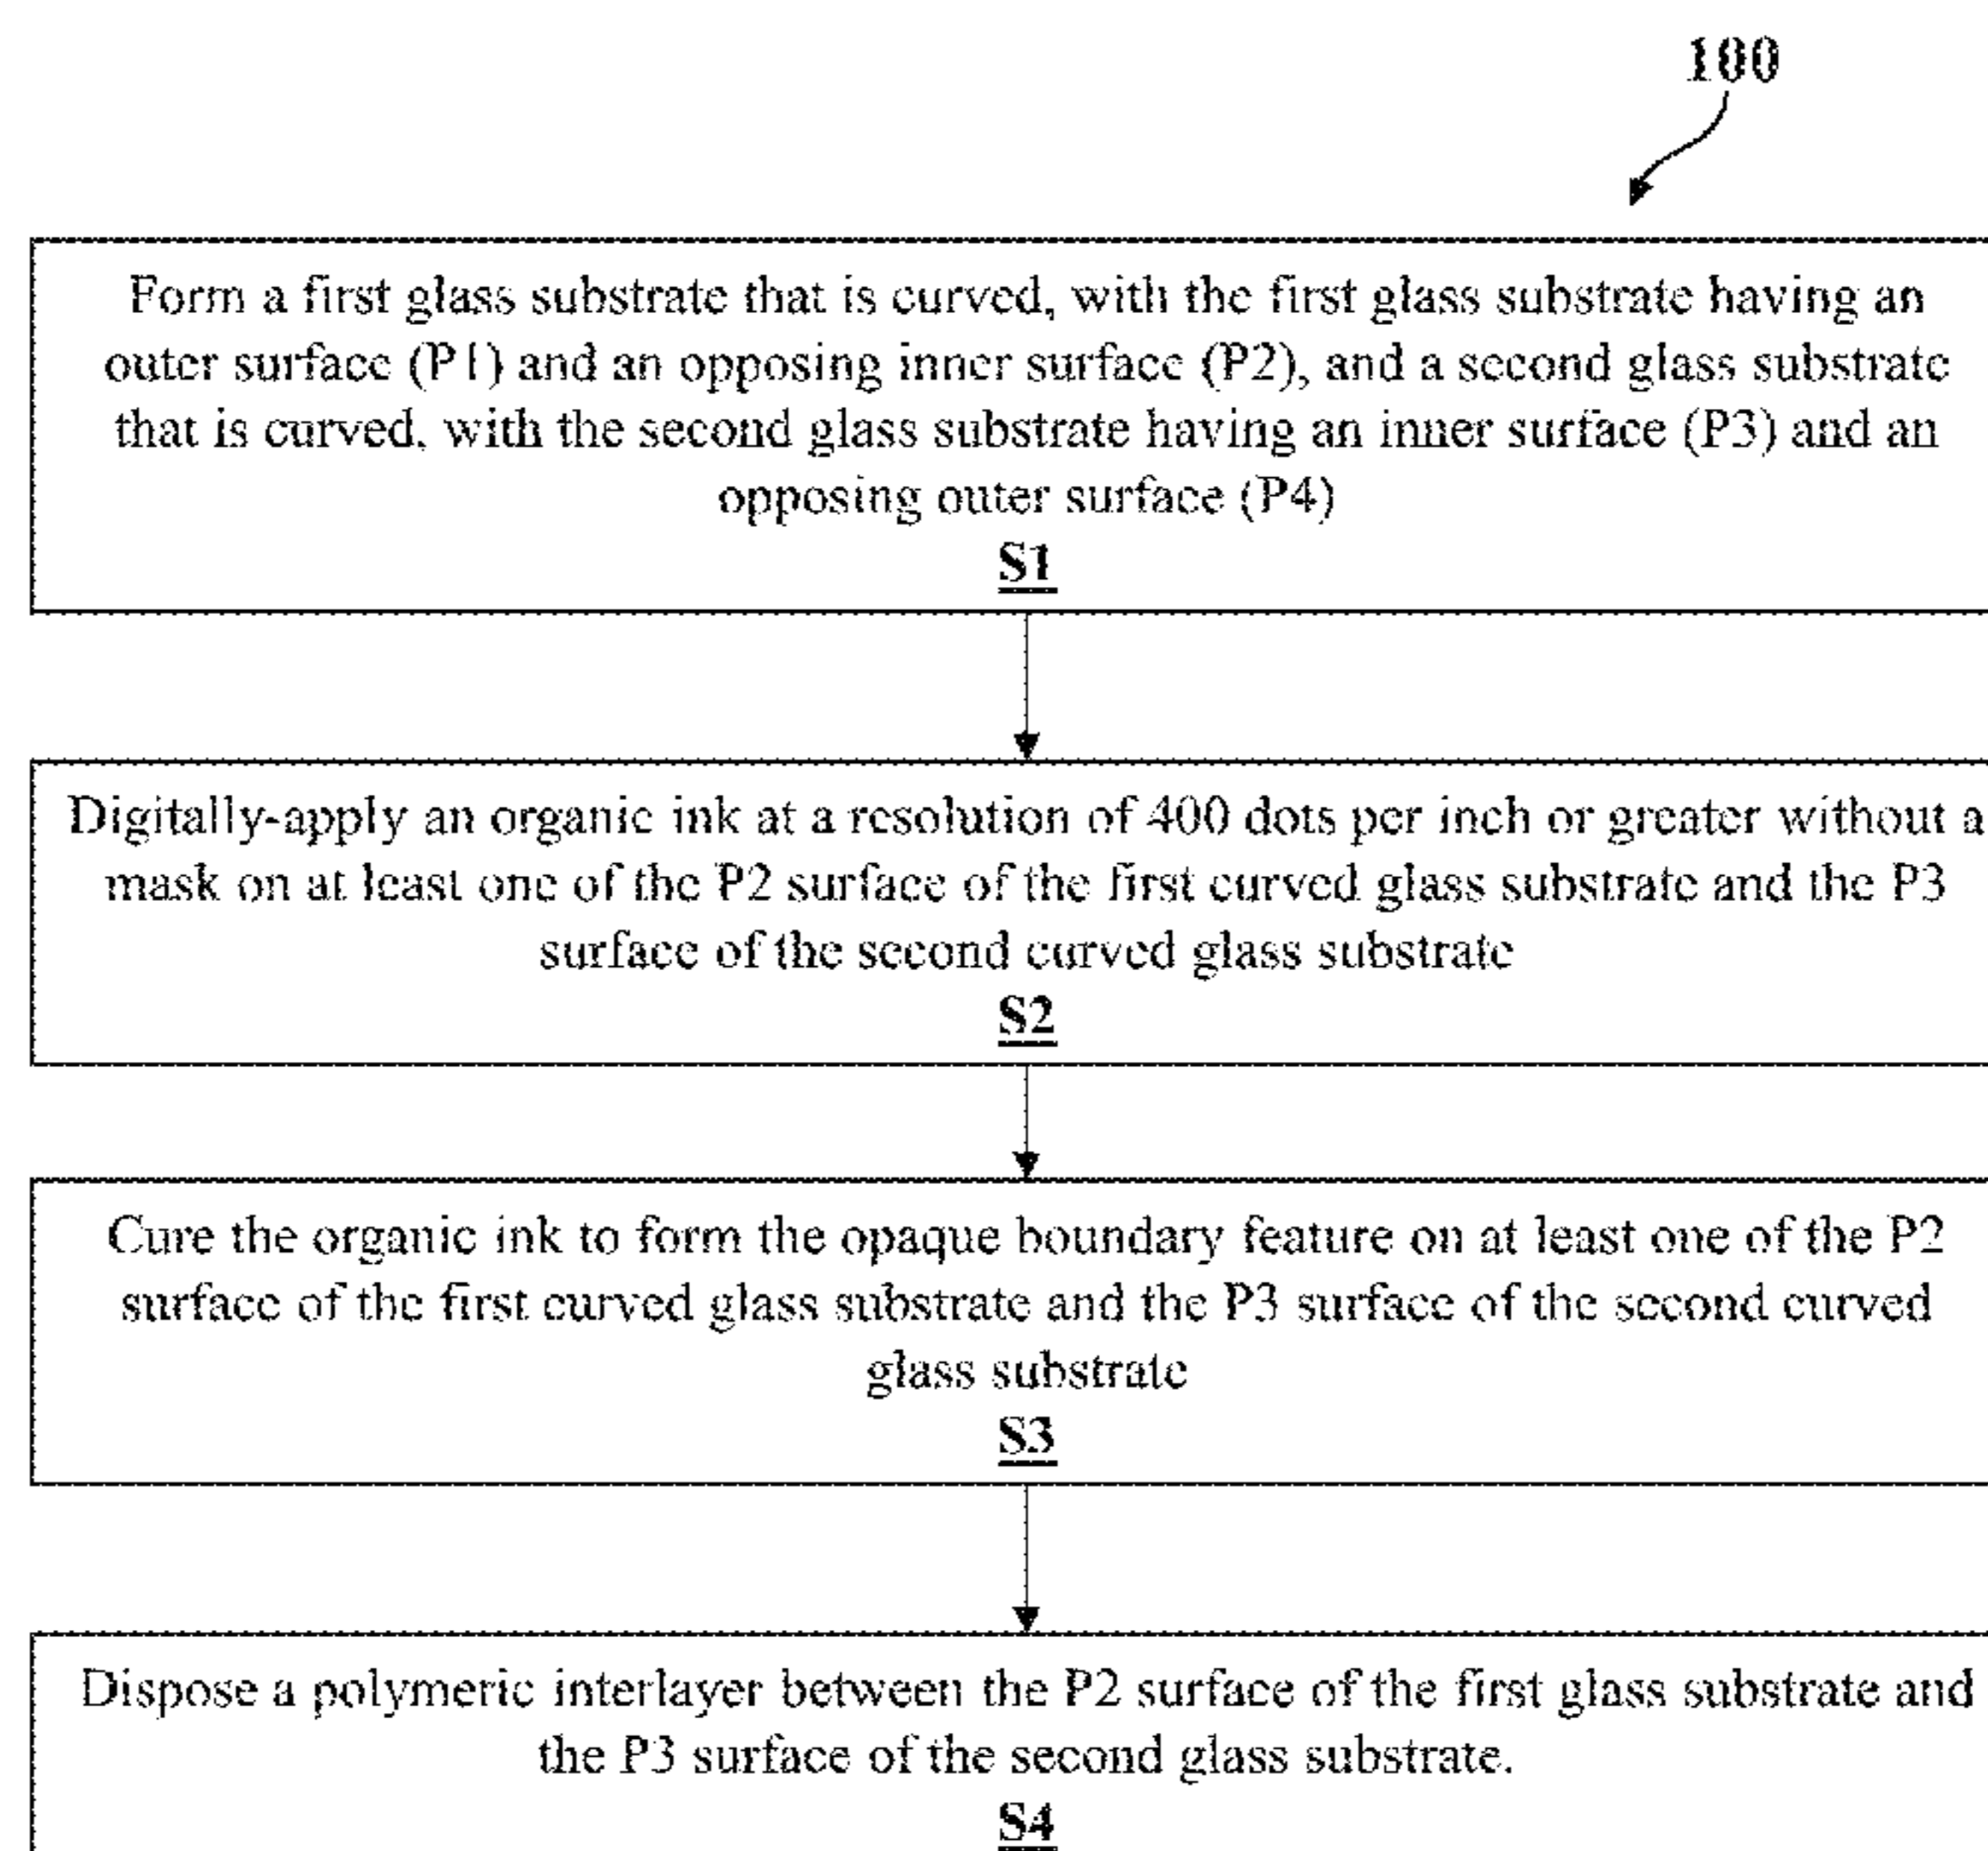 100
Form a first glass substrate that is curved, with the first glass substrate having an
outer surface (P1) and an opposing inner surface (P2), and a second glass substrate
that is curved, with the second glass substrate having an inner surface (P3) and an
opposing outer surface (P4)
S1
Digitally-apply an organic ink at a resolution of 400 dots per inch or greater without a
mask on at least one of the P2 surface of the first curved glass substrate and the P3
surface of the second curved glass substrate
S2
Cure the organic ink to form the opaque boundary feature on at least one of the P2
surface of the first curved glass substrate and the P3 surface of the second curved
glass substrate
S3
Dispose a polymeric interlayer between the P2 surface of the first glass substrate and
the P3 surface of the second glass substrate.
S4